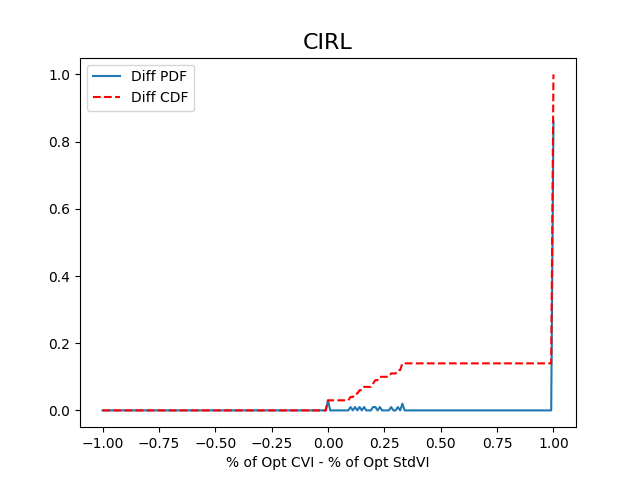 CIRL
Diff PDF
Diff CDF
1.0
0.8
0.6
0.4
0.2
0.0
−1.00 −0.75 −0.50 −0.25 0.00 0.25 0.50 0.75 1.00
% of Opt CVI - % of Opt StdVI